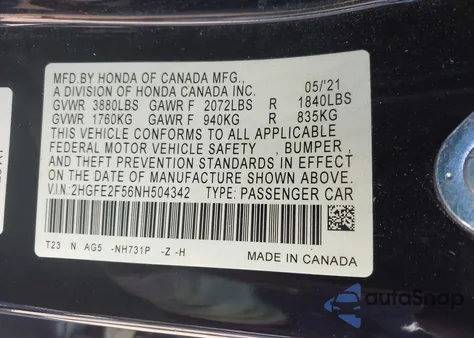 MFD.BY HONDA OF CANADA MFG.,
A DIVISION OF HONDA CANADA INC. 05/'21
GVWR 3880LBS GAWR F 2072LBS R 1840LBS
GVWR 1760KG GAWR F 940KG R 835KG
THIS VEHICLE CONFORMS TO ALL APPLICABLE
FEDERAL MOTOR VEHICLE SAFETY , BUMPER ,
AND THEFT PREVENTION STANDARDS IN EFFECT
ON THE DATE OF MANUFACTURE SHOWN ABOVE.
V.I.N: 2HGFE2F56NH504342 TYPE: PASSENGER CAR
T23 N AG5 -NH731P -Z -H
MADE IN CANADA
autoSnap